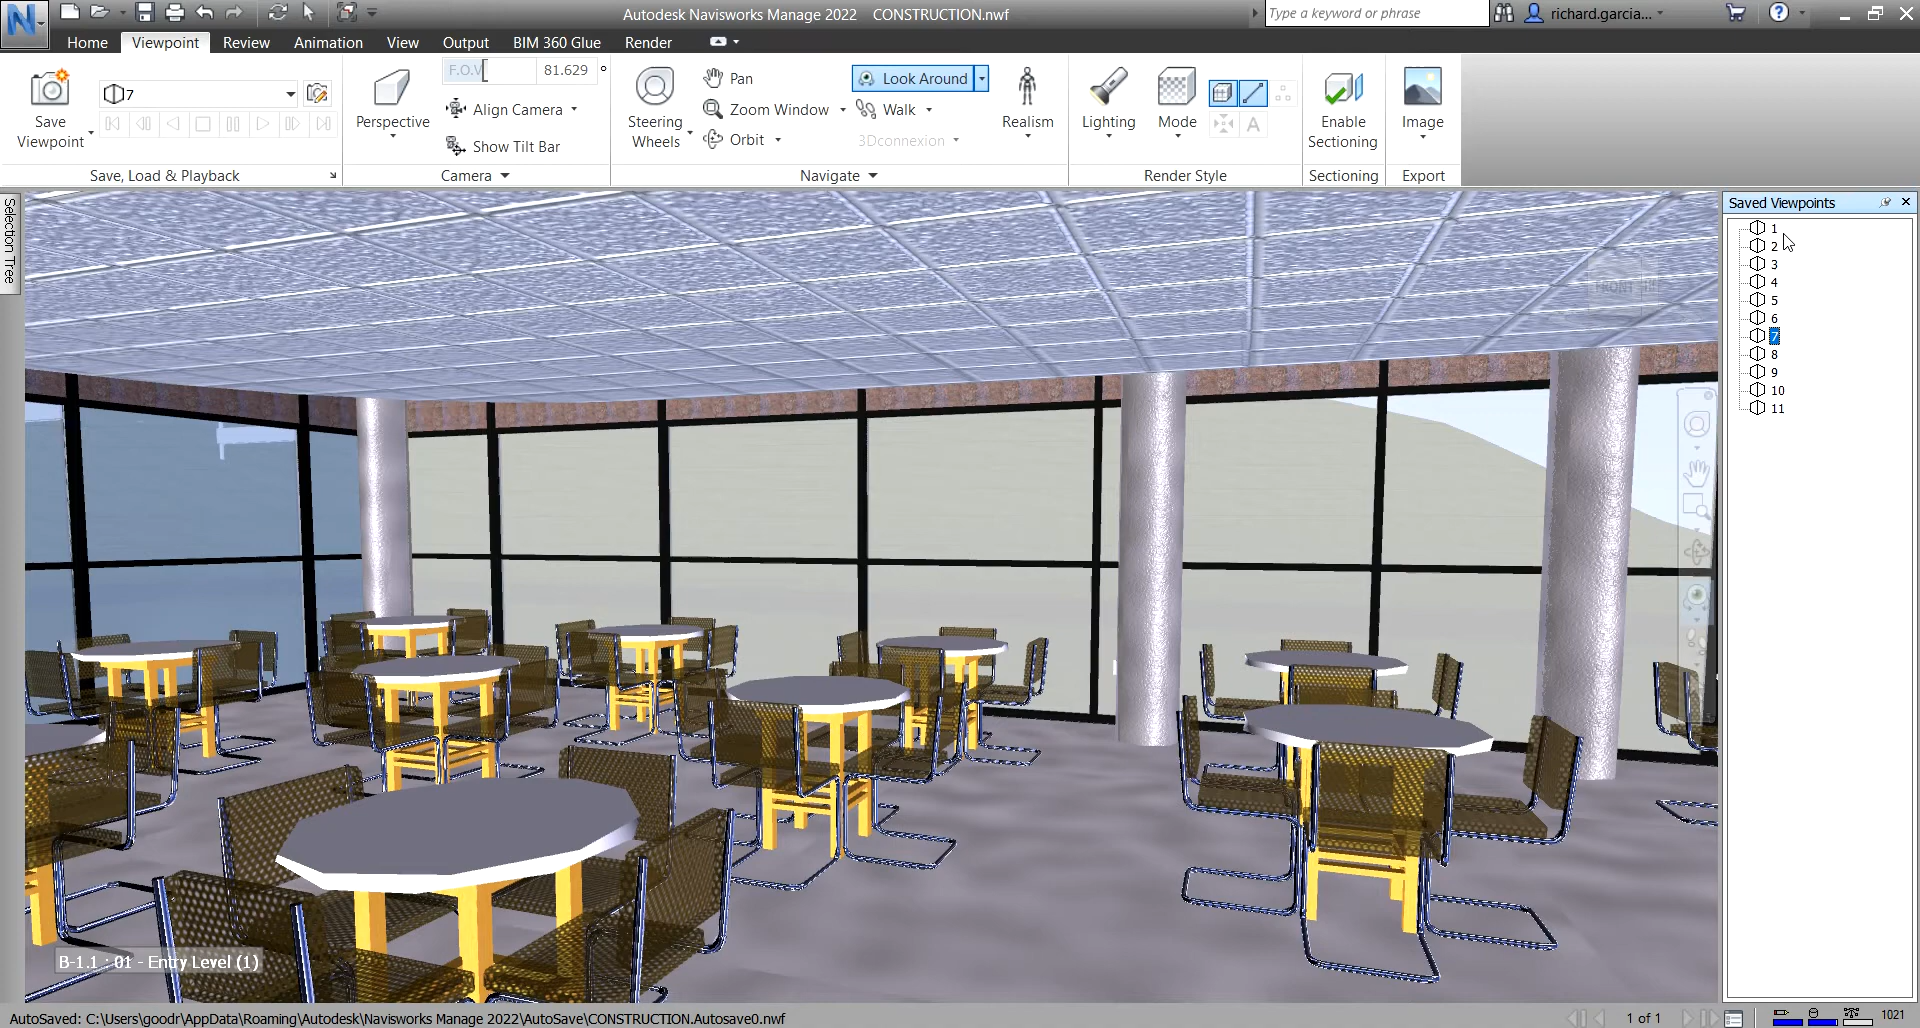 Autodesk Navisworks Manage 2022 CONSTRUCTION.nwf
Type a keyword or phrase
richard.garcia...
Home Viewpoint Review Animation View Output BIM 360 Glue Render
Save Viewpoint
7
Save, Load & Playback
Perspective
F.O.V
81.629 °
Align Camera
Show Tilt Bar
Camera
Steering Wheels
Pan
Zoom Window
Orbit
Look Around
Walk
3Dconnexion
Realism
Navigate
Lighting
Mode
Render Style
Enable Sectioning
Sectioning
Image
Export
Selection Tree
Saved Viewpoints
1
2
3
4
5
6
7
8
9
10
11
B-1.1 : 01 - Entry Level (1)
AutoSaved: C:\Users\goodr\AppData\Roaming\Autodesk\Navisworks Manage 2022\AutoSave\CONSTRUCTION.Autosave0.nwf
1 of 1
1021